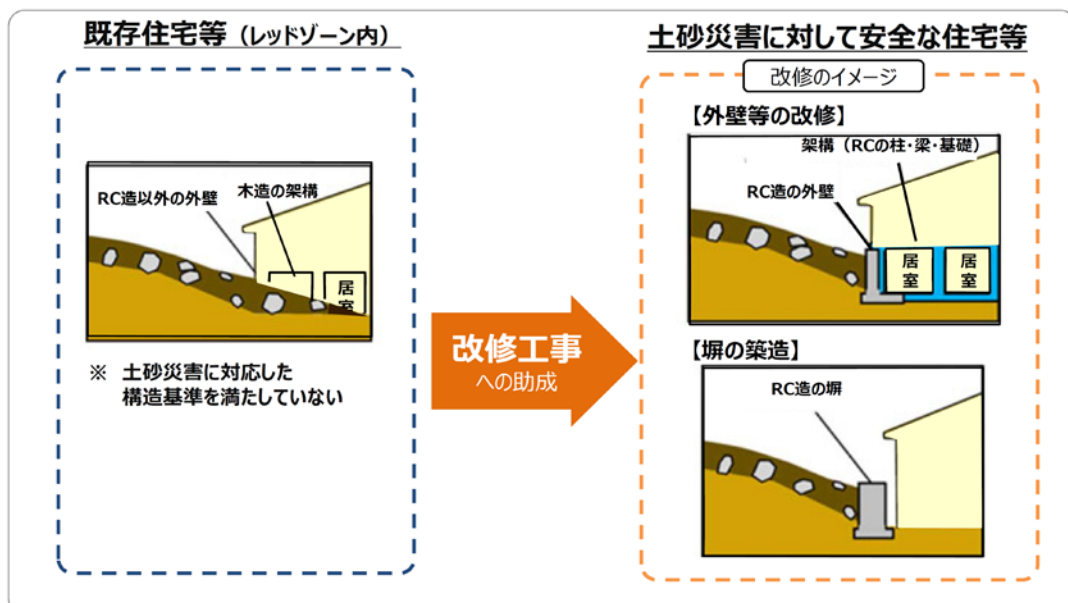 既存住宅等（レッドゾーン内）
RC造以外の外壁
木造の架構
居
室
※ 土砂災害に対応した
構造基準を満たしていない
改修工事
への助成
土砂災害に対して安全な住宅等
改修のイメージ
【外壁等の改修】
架構（RCの柱・梁・基礎）
RC造の外壁
居
室
居
室
【塀の築造】
RC造の塀